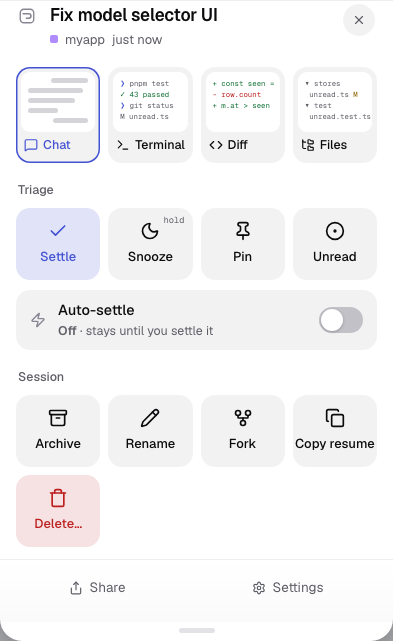 Fix model selector UI
myapp just now
❯ pnpm test
✓ 43 passed
❯ git status
M unread.ts
+ const seen =
- row.count
+ m.at > seen
▾ stores
unread.ts M
▾ test
unread.test.ts
Chat
Terminal
Diff
Files
Triage
Settle
hold
Snooze
Pin
Unread
Auto-settle
Off · stays until you settle it
Session
Archive
Rename
Fork
Copy resume
Delete...
Share
Settings